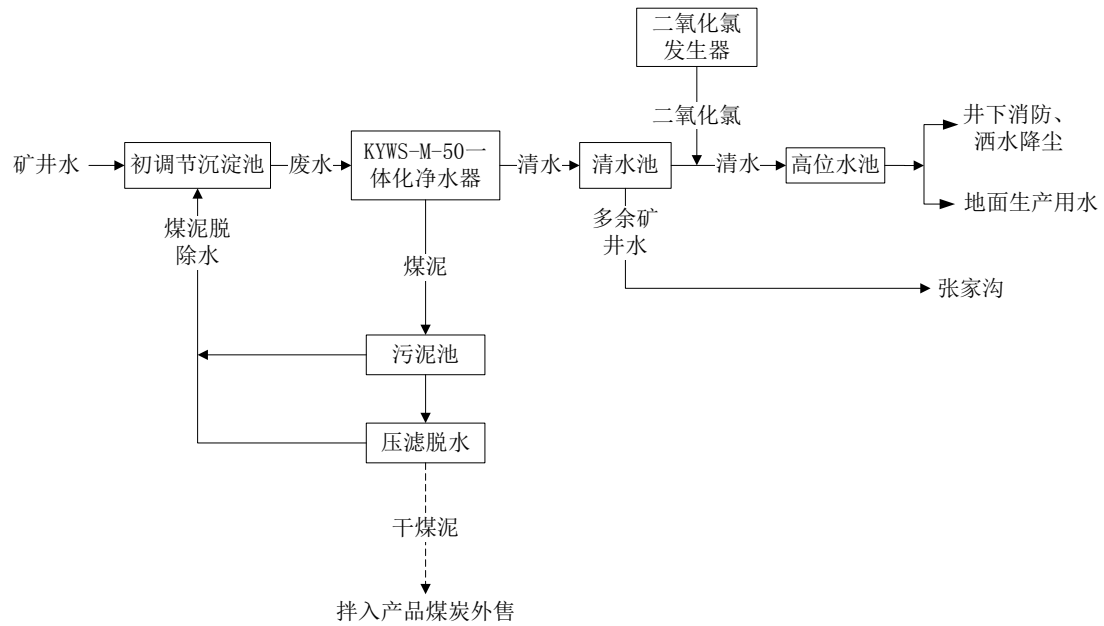 二氧化氯
发生器
二氧化氯
井下消防、
洒水降尘
矿井水
初调节沉淀池
废水
KYWS-M-50一
体化净水器
清水
清水池
清水
高位水池
地面生产用水
煤泥脱
除水
多余矿
井水
煤泥
张家沟
污泥池
压滤脱水
干煤泥
拌入产品煤炭外售